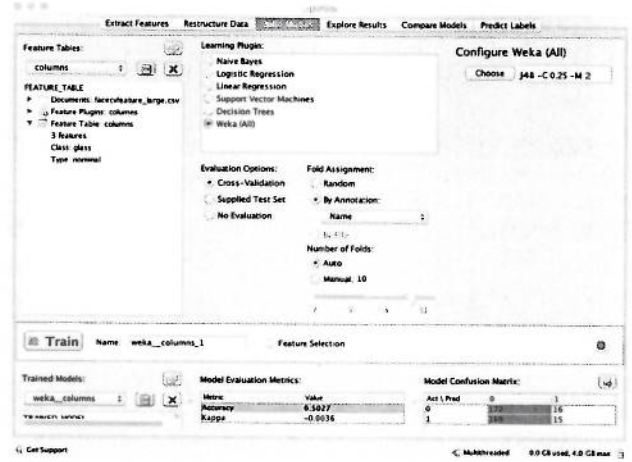 Extract Features Restructure Data Explore Results Compare Models Predict Labels
Feature Tables:
columns
FEATURE_TABLE
Feature Plugins: columns
Feature Table: columns
3 features
Class: glass
Type: nominal
Learning Plugin:
Naive Bayes
Logistic Regression
Linear Regression
Support Vector Machines
Decision Trees
Weka (All)
Evaluation Options:
Cross-Validation
Supplied Test Set
No Evaluation
Fold Assignment:
Random
By Annotation:
Name
Number of Folds:
Auto
Manual: 10
Configure Weka (All)
Choose J48 -C 0.25 -M 2
Train Name: weka__columns_1 Feature Selection
Trained Models:
weka__columns
TRAINED_MODEL
Model Evaluation Metrics:
Metric Value
Accuracy 0.5027
Kappa -0.0036
Model Confusion Matrix:
Act \ Pred 0 1
0 16
1 15
Get Support Multithreaded 0.0 GB used, 4.0 GB max